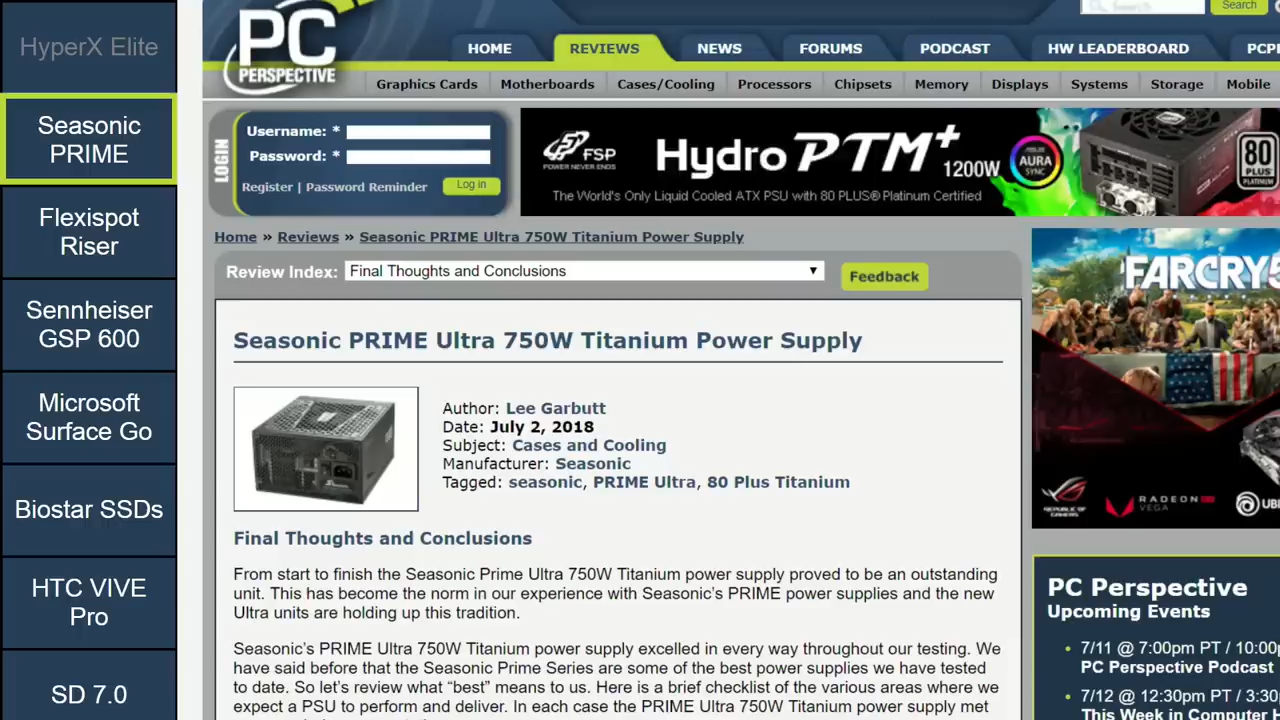 HyperX Elite
Seasonic
PRIME
Flexispot
Riser
Sennheiser
GSP 600
Microsoft
Surface Go
Biostar SSDs
HTC VIVE
Pro
SD 7.0
PC
PERSPECTIVE
Search
HOME
REVIEWS
NEWS
FORUMS
PODCAST
HW LEADERBOARD
PCP
Graphics Cards
Motherboards
Cases/Cooling
Processors
Chipsets
Memory
Displays
Systems
Storage
Mobile
LOGIN
Username: *
Password: *
Register | Password Reminder
Log in
FSP
POWER NEVER ENDS
Hydro PTM+ 1200W
The World's Only Liquid Cooled ATX PSU with 80 PLUS® Platinum Certified
AURA
SYNC
80
PLUS
PLATINUM
Home » Reviews » Seasonic PRIME Ultra 750W Titanium Power Supply
Review Index: Final Thoughts and Conclusions
Feedback
Seasonic PRIME Ultra 750W Titanium Power Supply
Author: Lee Garbutt
Date: July 2, 2018
Subject: Cases and Cooling
Manufacturer: Seasonic
Tagged: seasonic, PRIME Ultra, 80 Plus Titanium
Final Thoughts and Conclusions
From start to finish the Seasonic Prime Ultra 750W Titanium power supply proved to be an outstanding
unit. This has become the norm in our experience with Seasonic's PRIME power supplies and the new
Ultra units are holding up this tradition.
Seasonic's PRIME Ultra 750W Titanium power supply excelled in every way throughout our testing. We
have said before that the Seasonic Prime Series are some of the best power supplies we have tested
to date. So let's review what “best” means to us. Here is a brief checklist of the various areas where we
expect a PSU to perform and deliver. In each case the PRIME Ultra 750W Titanium power supply met
FARCRY5
REPUBLIC OF
GAMERS
RADEON
VEGA
UBI
PC Perspective
Upcoming Events
7/11 @ 7:00pm PT / 10:00p
PC Perspective Podcast
7/12 @ 12:30pm PT / 3:30
This Week in Computer H